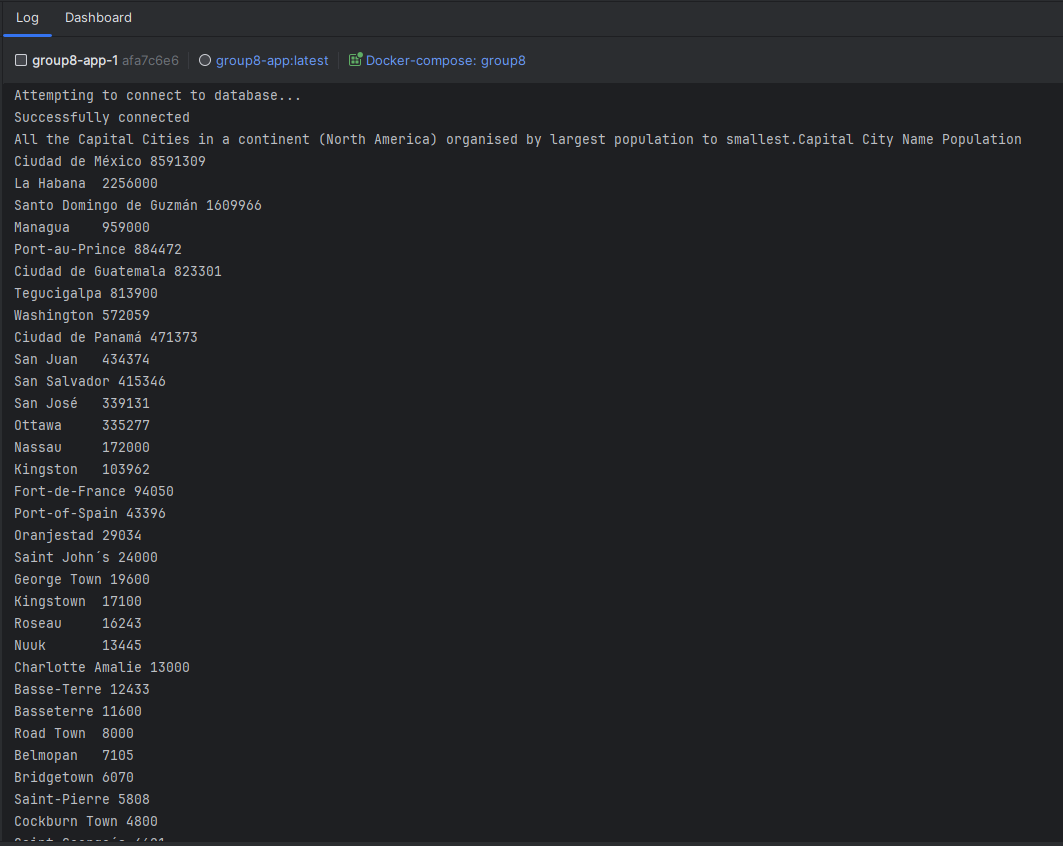 Log Dashboard
group8-app-1 afa7c6e6 group8-app:latest Docker-compose: group8
Attempting to connect to database...
Successfully connected
All the Capital Cities in a continent (North America) organised by largest population to smallest.Capital City Name Population
Ciudad de México 8591309
La Habana 2256000
Santo Domingo de Guzmán 1609966
Managua 959000
Port-au-Prince 884472
Ciudad de Guatemala 823301
Tegucigalpa 813900
Washington 572059
Ciudad de Panamá 471373
San Juan 434374
San Salvador 415346
San José 339131
Ottawa 335277
Nassau 172000
Kingston 103962
Fort-de-France 94050
Port-of-Spain 43396
Oranjestad 29034
Saint John´s 24000
George Town 19600
Kingstown 17100
Roseau 16243
Nuuk 13445
Charlotte Amalie 13000
Basse-Terre 12433
Basseterre 11600
Road Town 8000
Belmopan 7105
Bridgetown 6070
Saint-Pierre 5808
Cockburn Town 4800